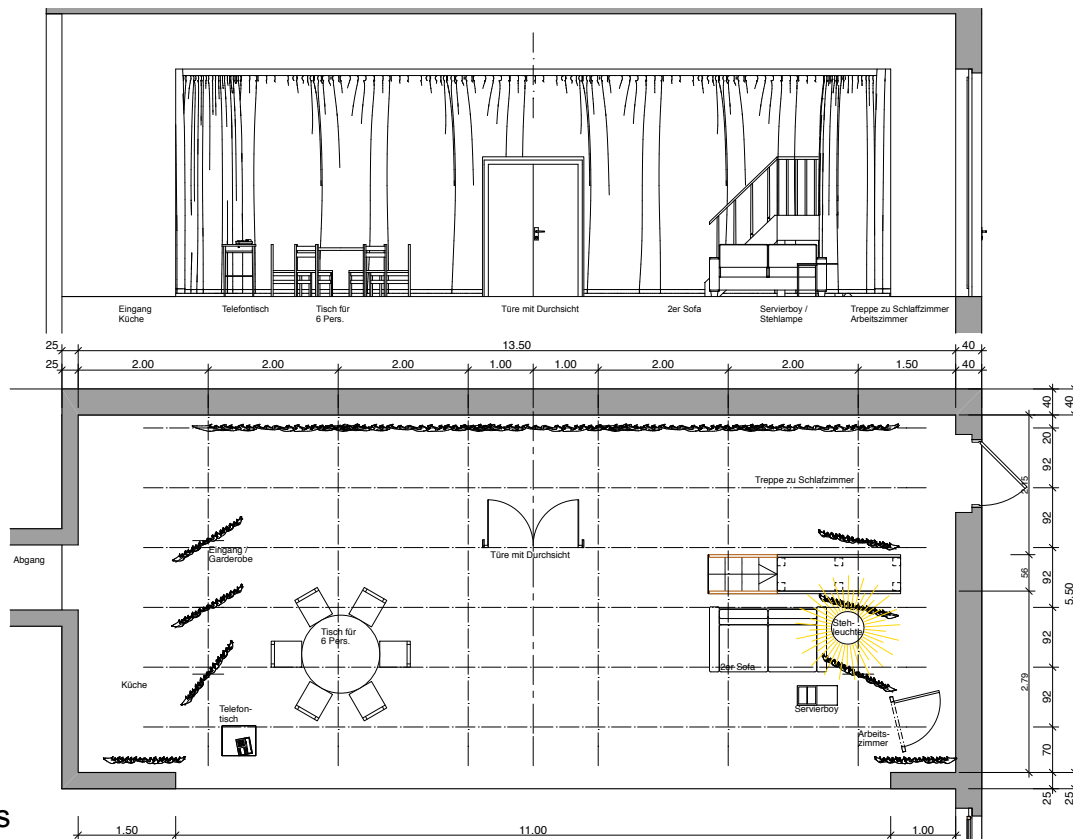 Eingang
Küche
Telefontisch
Tisch für
6 Pers.
Türe mit Durchsicht
2er Sofa
Servierboy /
Stehlampe
Treppe zu Schlaffzimmer
Arbeitszimmer
25
13.50
40
25
2.00
2.00
2.00
1.00
1.00
2.00
2.00
1.50
40
40
40
20
92
Treppe zu Schlafzimmer
92
Eingang /
Garderobe
Abgang
Türe mit Durchsicht
56
92
5.50
Tisch für
6 Pers.
Steh-
leuchte
92
2er Sofa
Küche
2.79
92
Telefon-
tisch
Servierboy
Arbeits-
zimmer
70
25
25
s
1.50
11.00
1.00